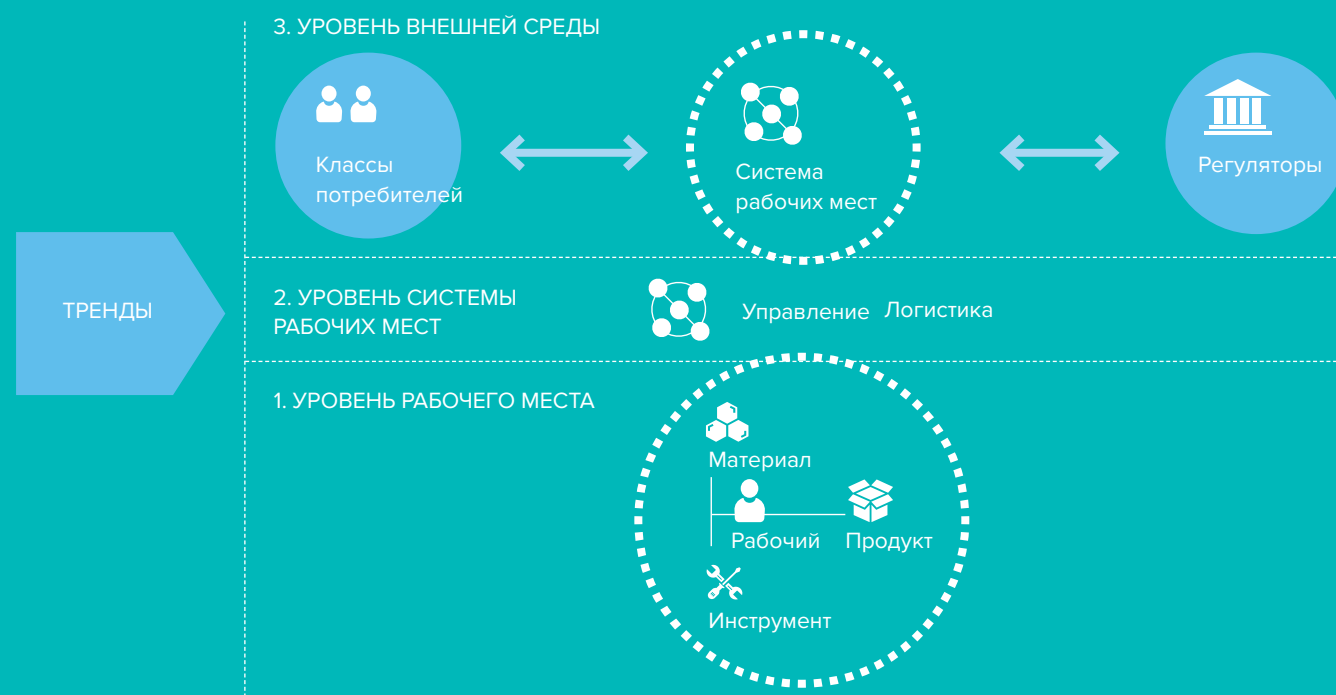 3. УРОВЕНЬ ВНЕШНЕЙ СРЕДЫ
Классы
потребителей
Система
рабочих мест
Регуляторы
ТРЕНДЫ
2. УРОВЕНЬ СИСТЕМЫ
РАБОЧИХ МЕСТ
Управление Логистика
1. УРОВЕНЬ РАБОЧЕГО МЕСТА
Материал
Рабочий Продукт
Инструмент